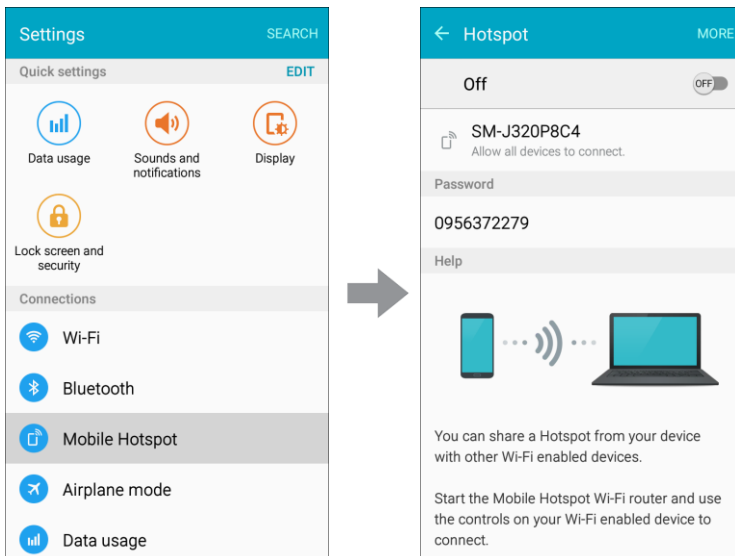 Settings
SEARCH
Quick settings
EDIT
Data usage
Sounds and
notifications
Display
Lock screen and
security
Connections
Wi-Fi
Bluetooth
Mobile Hotspot
Airplane mode
Data usage
Hotspot
MORE
Off
OFF
SM-J320P8C4
Allow all devices to connect.
Password
0956372279
Help
You can share a Hotspot from your device
with other Wi-Fi enabled devices.
Start the Mobile Hotspot Wi-Fi router and use
the controls on your Wi-Fi enabled device to
connect.